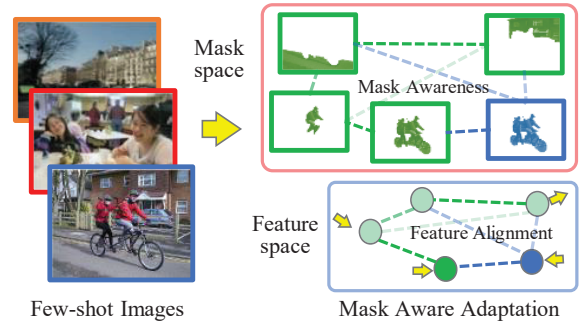 Mask
space
Mask Awareness
Feature
space
Feature Alignment
Few-shot Images
Mask Aware Adaptation